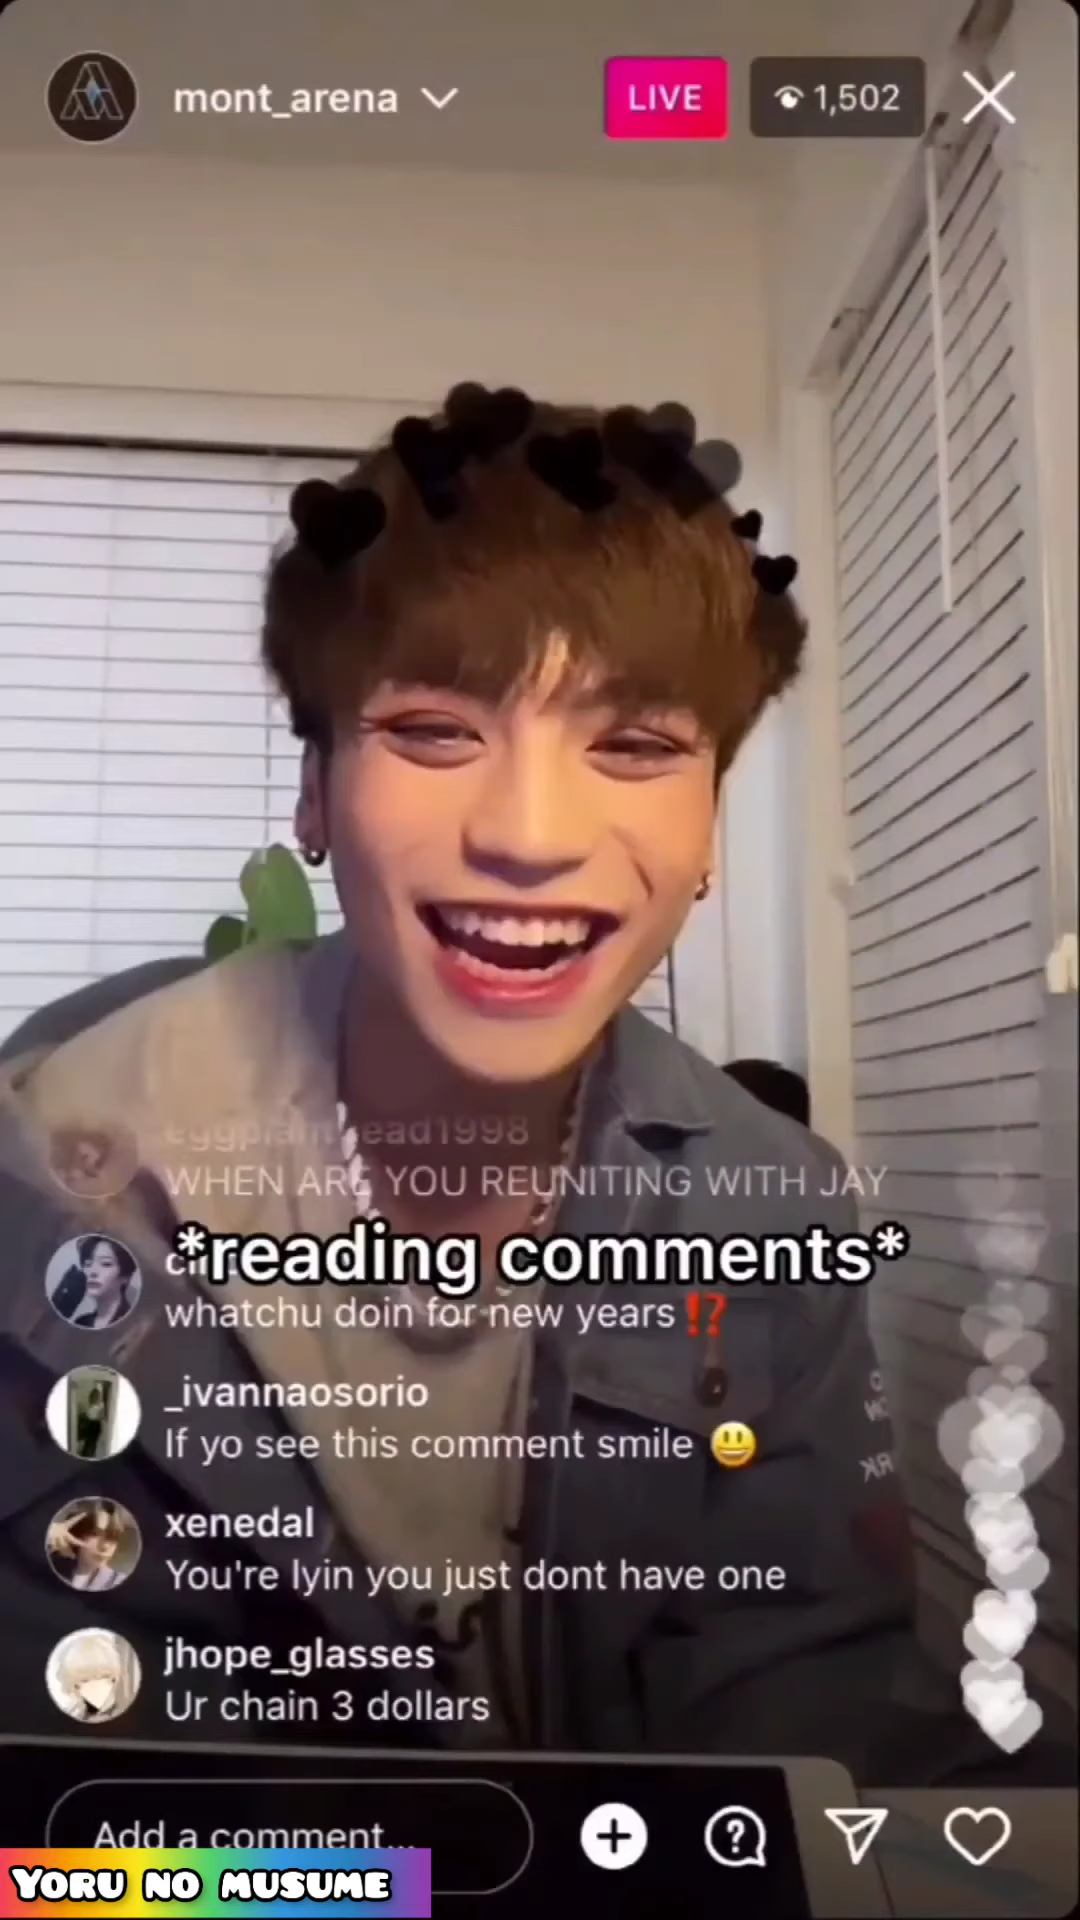 mont_arena
LIVE
1,502
WHEN ARE YOU REUNITING WITH JAY
*reading comments*
whatchu doin for new years⁉️
_ivannaosorio
If yo see this comment smile 😃
xenedal
You're lyin you just dont have one
jhope_glasses
Ur chain 3 dollars
Add a comment...
YORU NO MUSUME